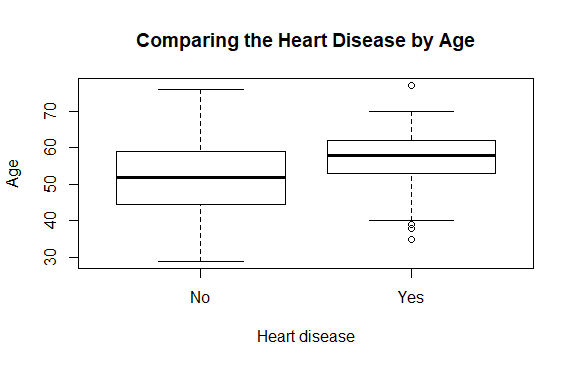 Comparing the Heart Disease by Age
Age
70
60
50
40
30
No
Yes
Heart disease